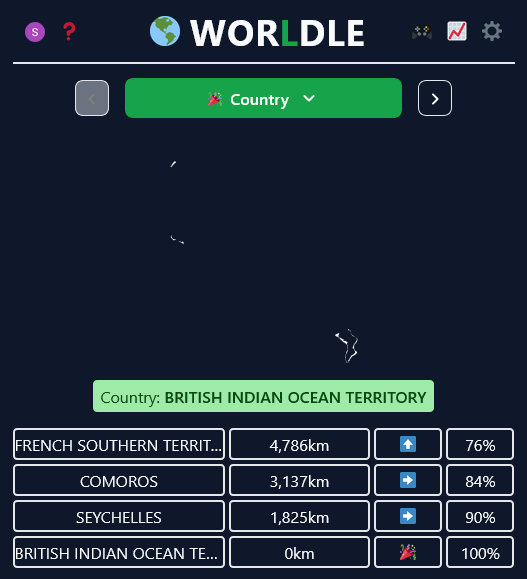 S ? WORLDLE
Country
Country: BRITISH INDIAN OCEAN TERRITORY
FRENCH SOUTHERN TERRIT... 4,786km 76%
COMOROS 3,137km 84%
SEYCHELLES 1,825km 90%
BRITISH INDIAN OCEAN TE... 0km 100%